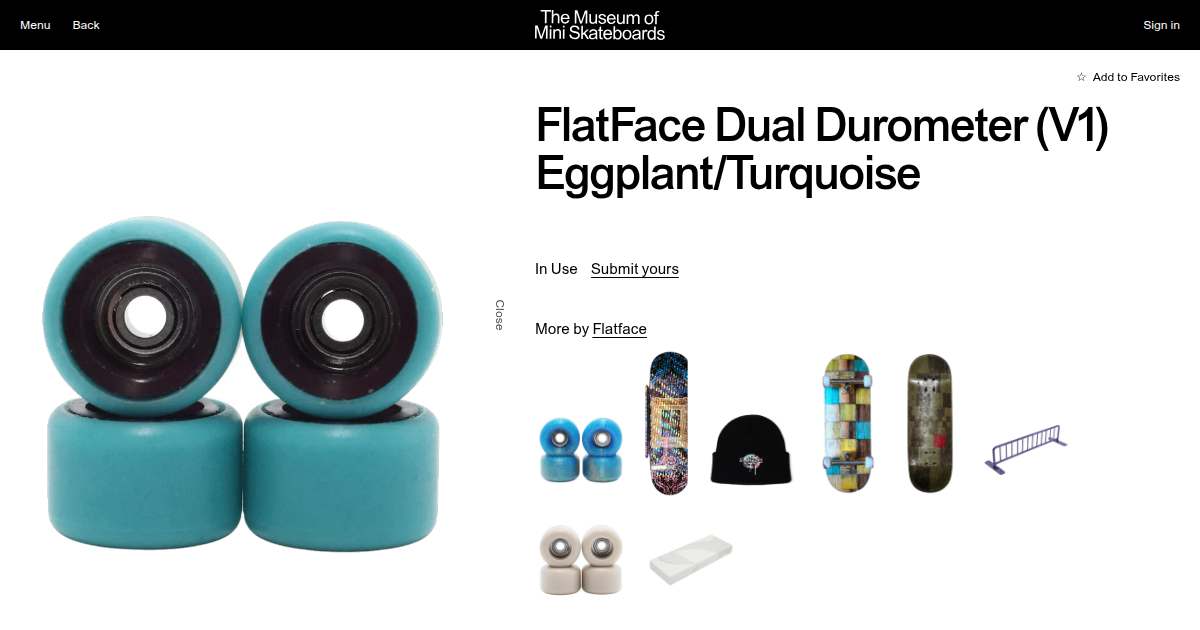 Menu
Back
The Museum of
Mini Skateboards
Sign in
☆ Add to Favorites
FlatFace Dual Durometer (V1)
Eggplant/Turquoise
In Use Submit yours
Close
More by Flatface